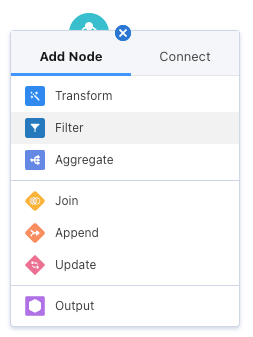 Add Node
Connect
Transform
Filter
Aggregate
Join
Append
Update
Output